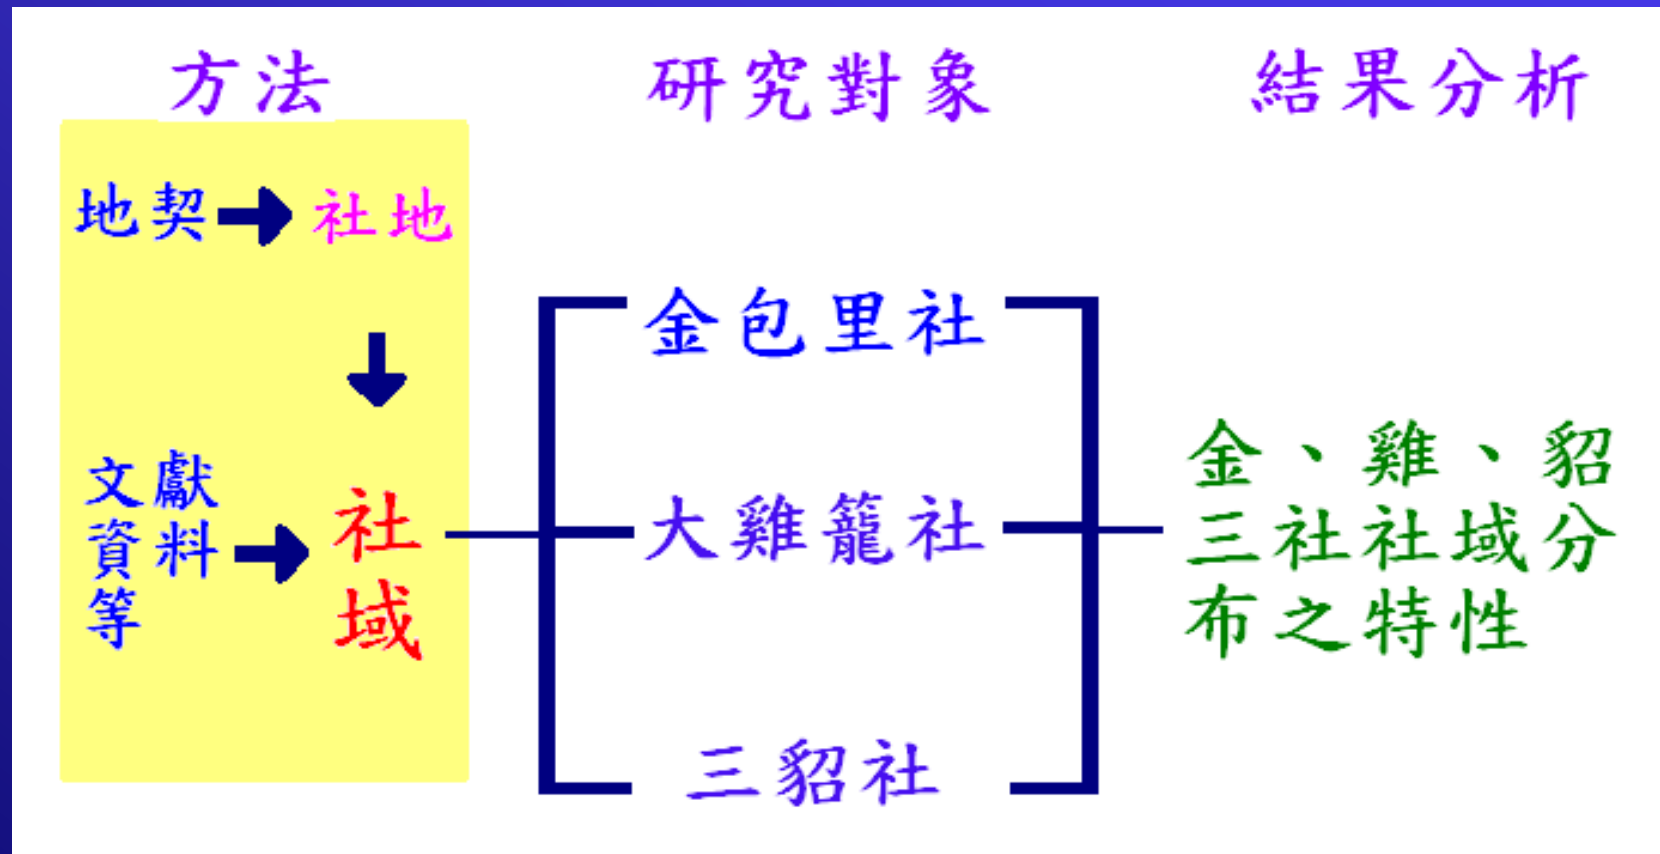 方法
研究對象
結果分析
地契
社地
文獻
資料
等
社
域
金包里社
大雞籠社
三貂社
金、雞、貂
三社社域分
布之特性